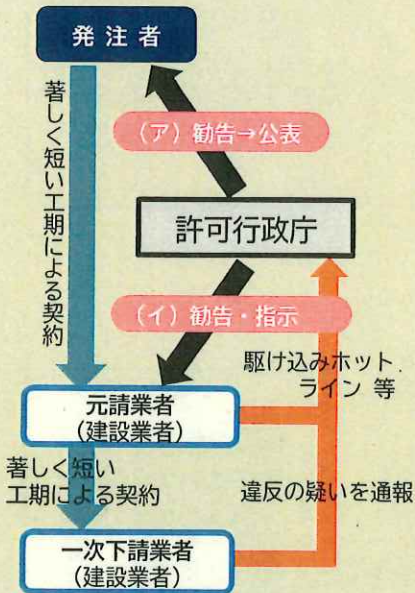 発注者
著しく短い工期による契約
(ア)勧告→公表
許可行政庁
(イ)勧告・指示
駆け込みホット
ライン 等
元請業者
(建設業者)
著しく短い
工期による契約
違反の疑いを通報
一次下請業者
(建設業者)